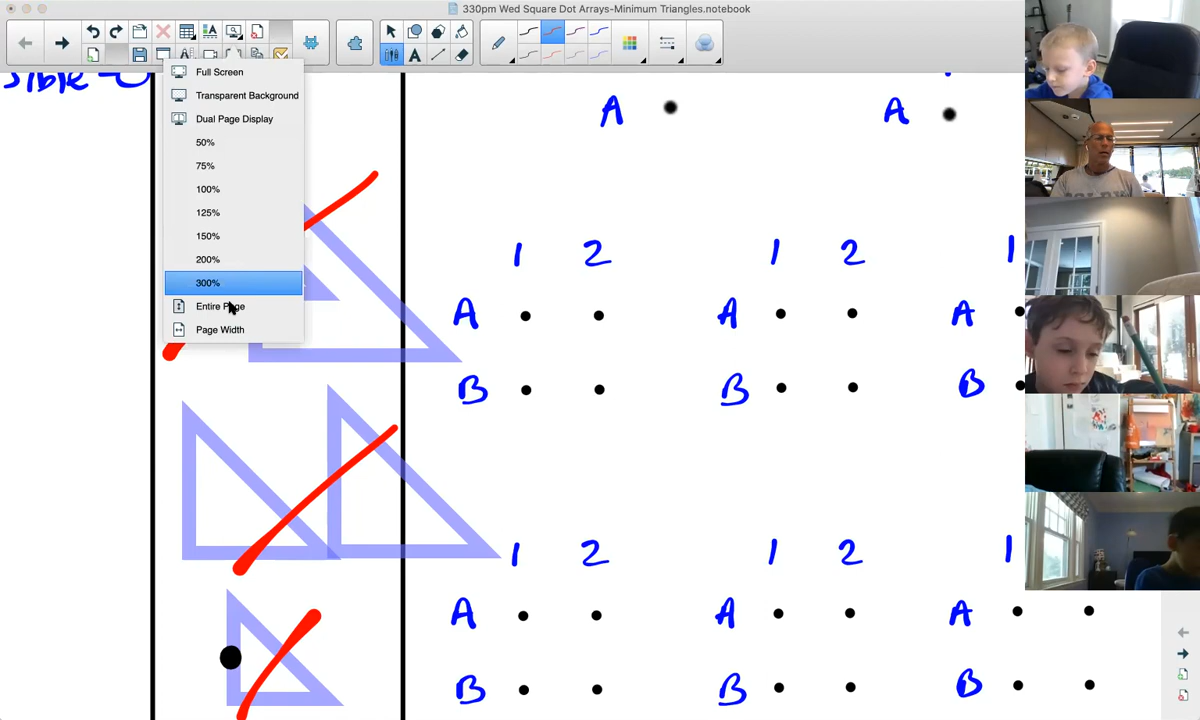 330pm Wed Square Dot Arrays-Minimum Triangles.notebook
Full Screen
Transparent Background
Dual Page Display
50%
75%
100%
125%
150%
200%
300%
Entire Page
Page Width
A A
1 2 1 2 1
A A A
B B B
1 2 1 2 1
A A A
B B B